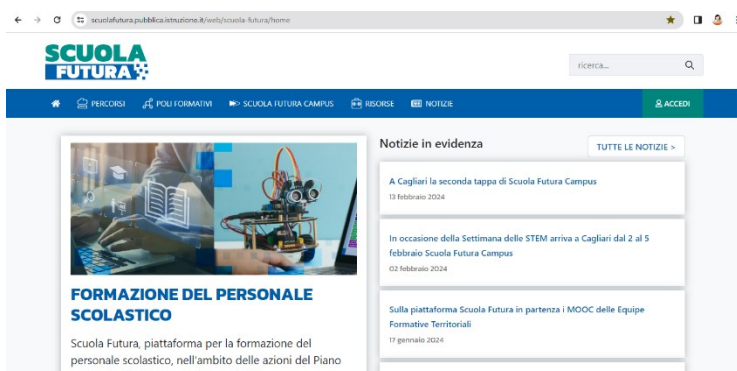 scuolafutura.pubblica.istruzione.it/web/scuola-futura/home
SCUOLA
FUTURA
ricerca...
PERCORSI
POLI FORMATIVI
SCUOLA FUTURA CAMPUS
RISORSE
NOTIZIE
ACCEDI
FORMAZIONE DEL PERSONALE
SCOLASTICO
Scuola Futura, piattaforma per la formazione del
personale scolastico, nell'ambito delle azioni del Piano
Notizie in evidenza
TUTTE LE NOTIZIE >
A Cagliari la seconda tappa di Scuola Futura Campus
13 febbraio 2024
In occasione della Settimana delle STEM arriva a Cagliari dal 2 al 5
febbraio Scuola Futura Campus
02 febbraio 2024
Sulla piattaforma Scuola Futura in partenza i MOOC delle Equipe
Formative Territoriali
17 gennaio 2024